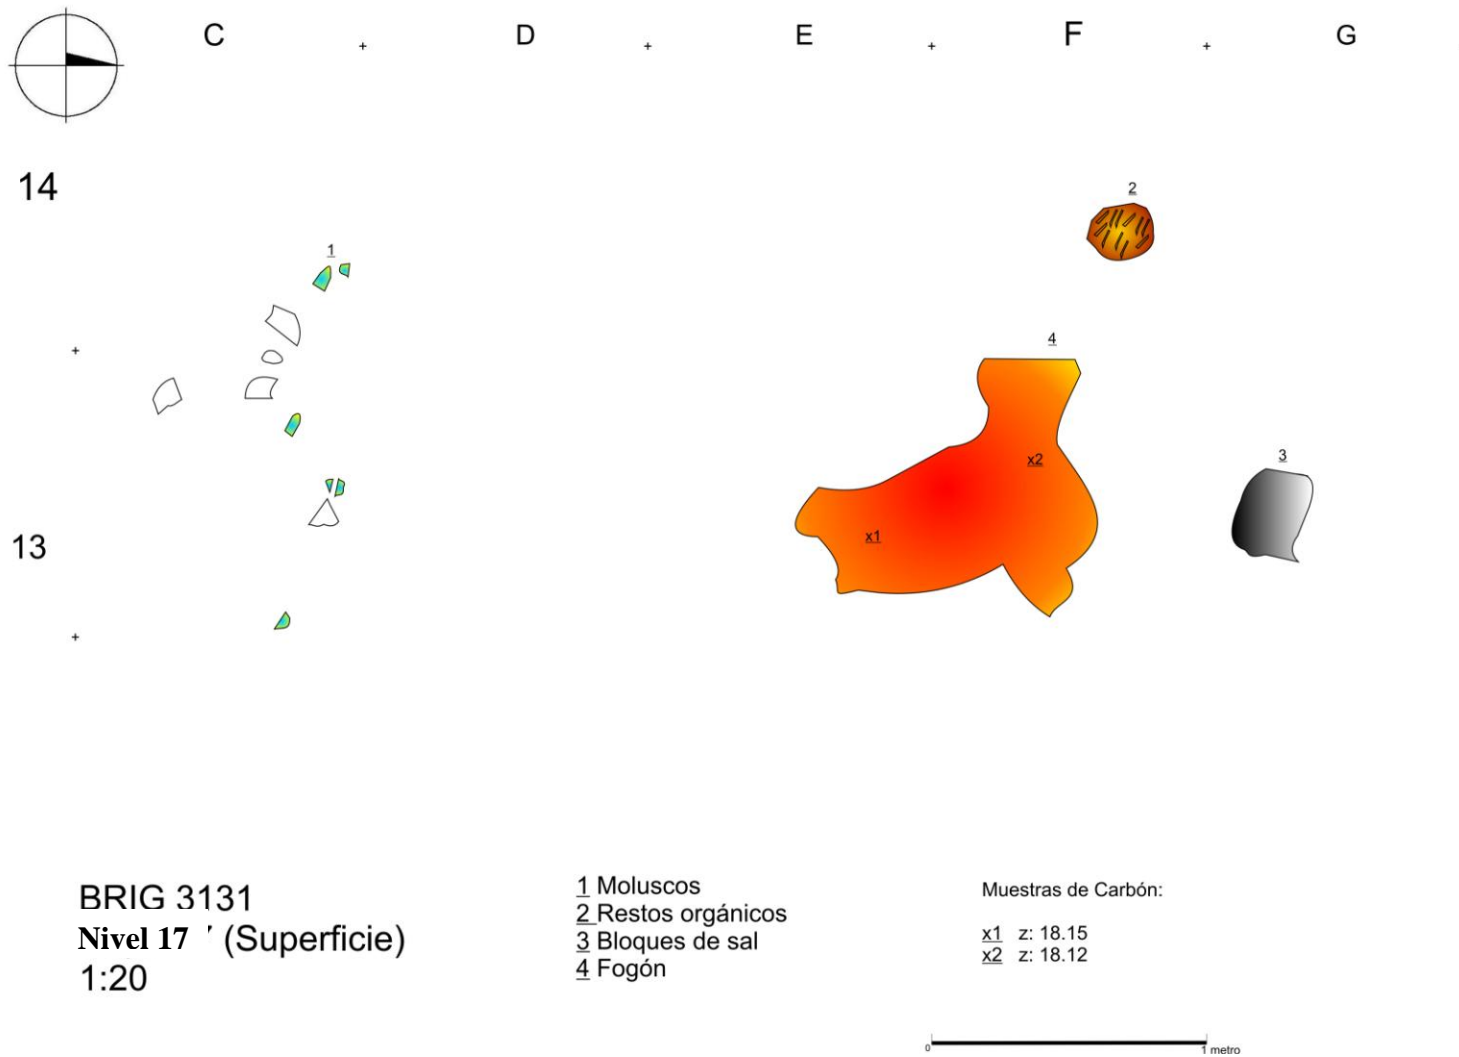 C D E F G
14
2
1
4
x2
3
x1
13
BRIG 3131
Nivel 17 (Superficie)
1:20
1 Moluscos
2 Restos orgánicos
3 Bloques de sal
4 Fogón
Muestras de Carbón:
x1 z: 18.15
x2 z: 18.12
0 1 metro